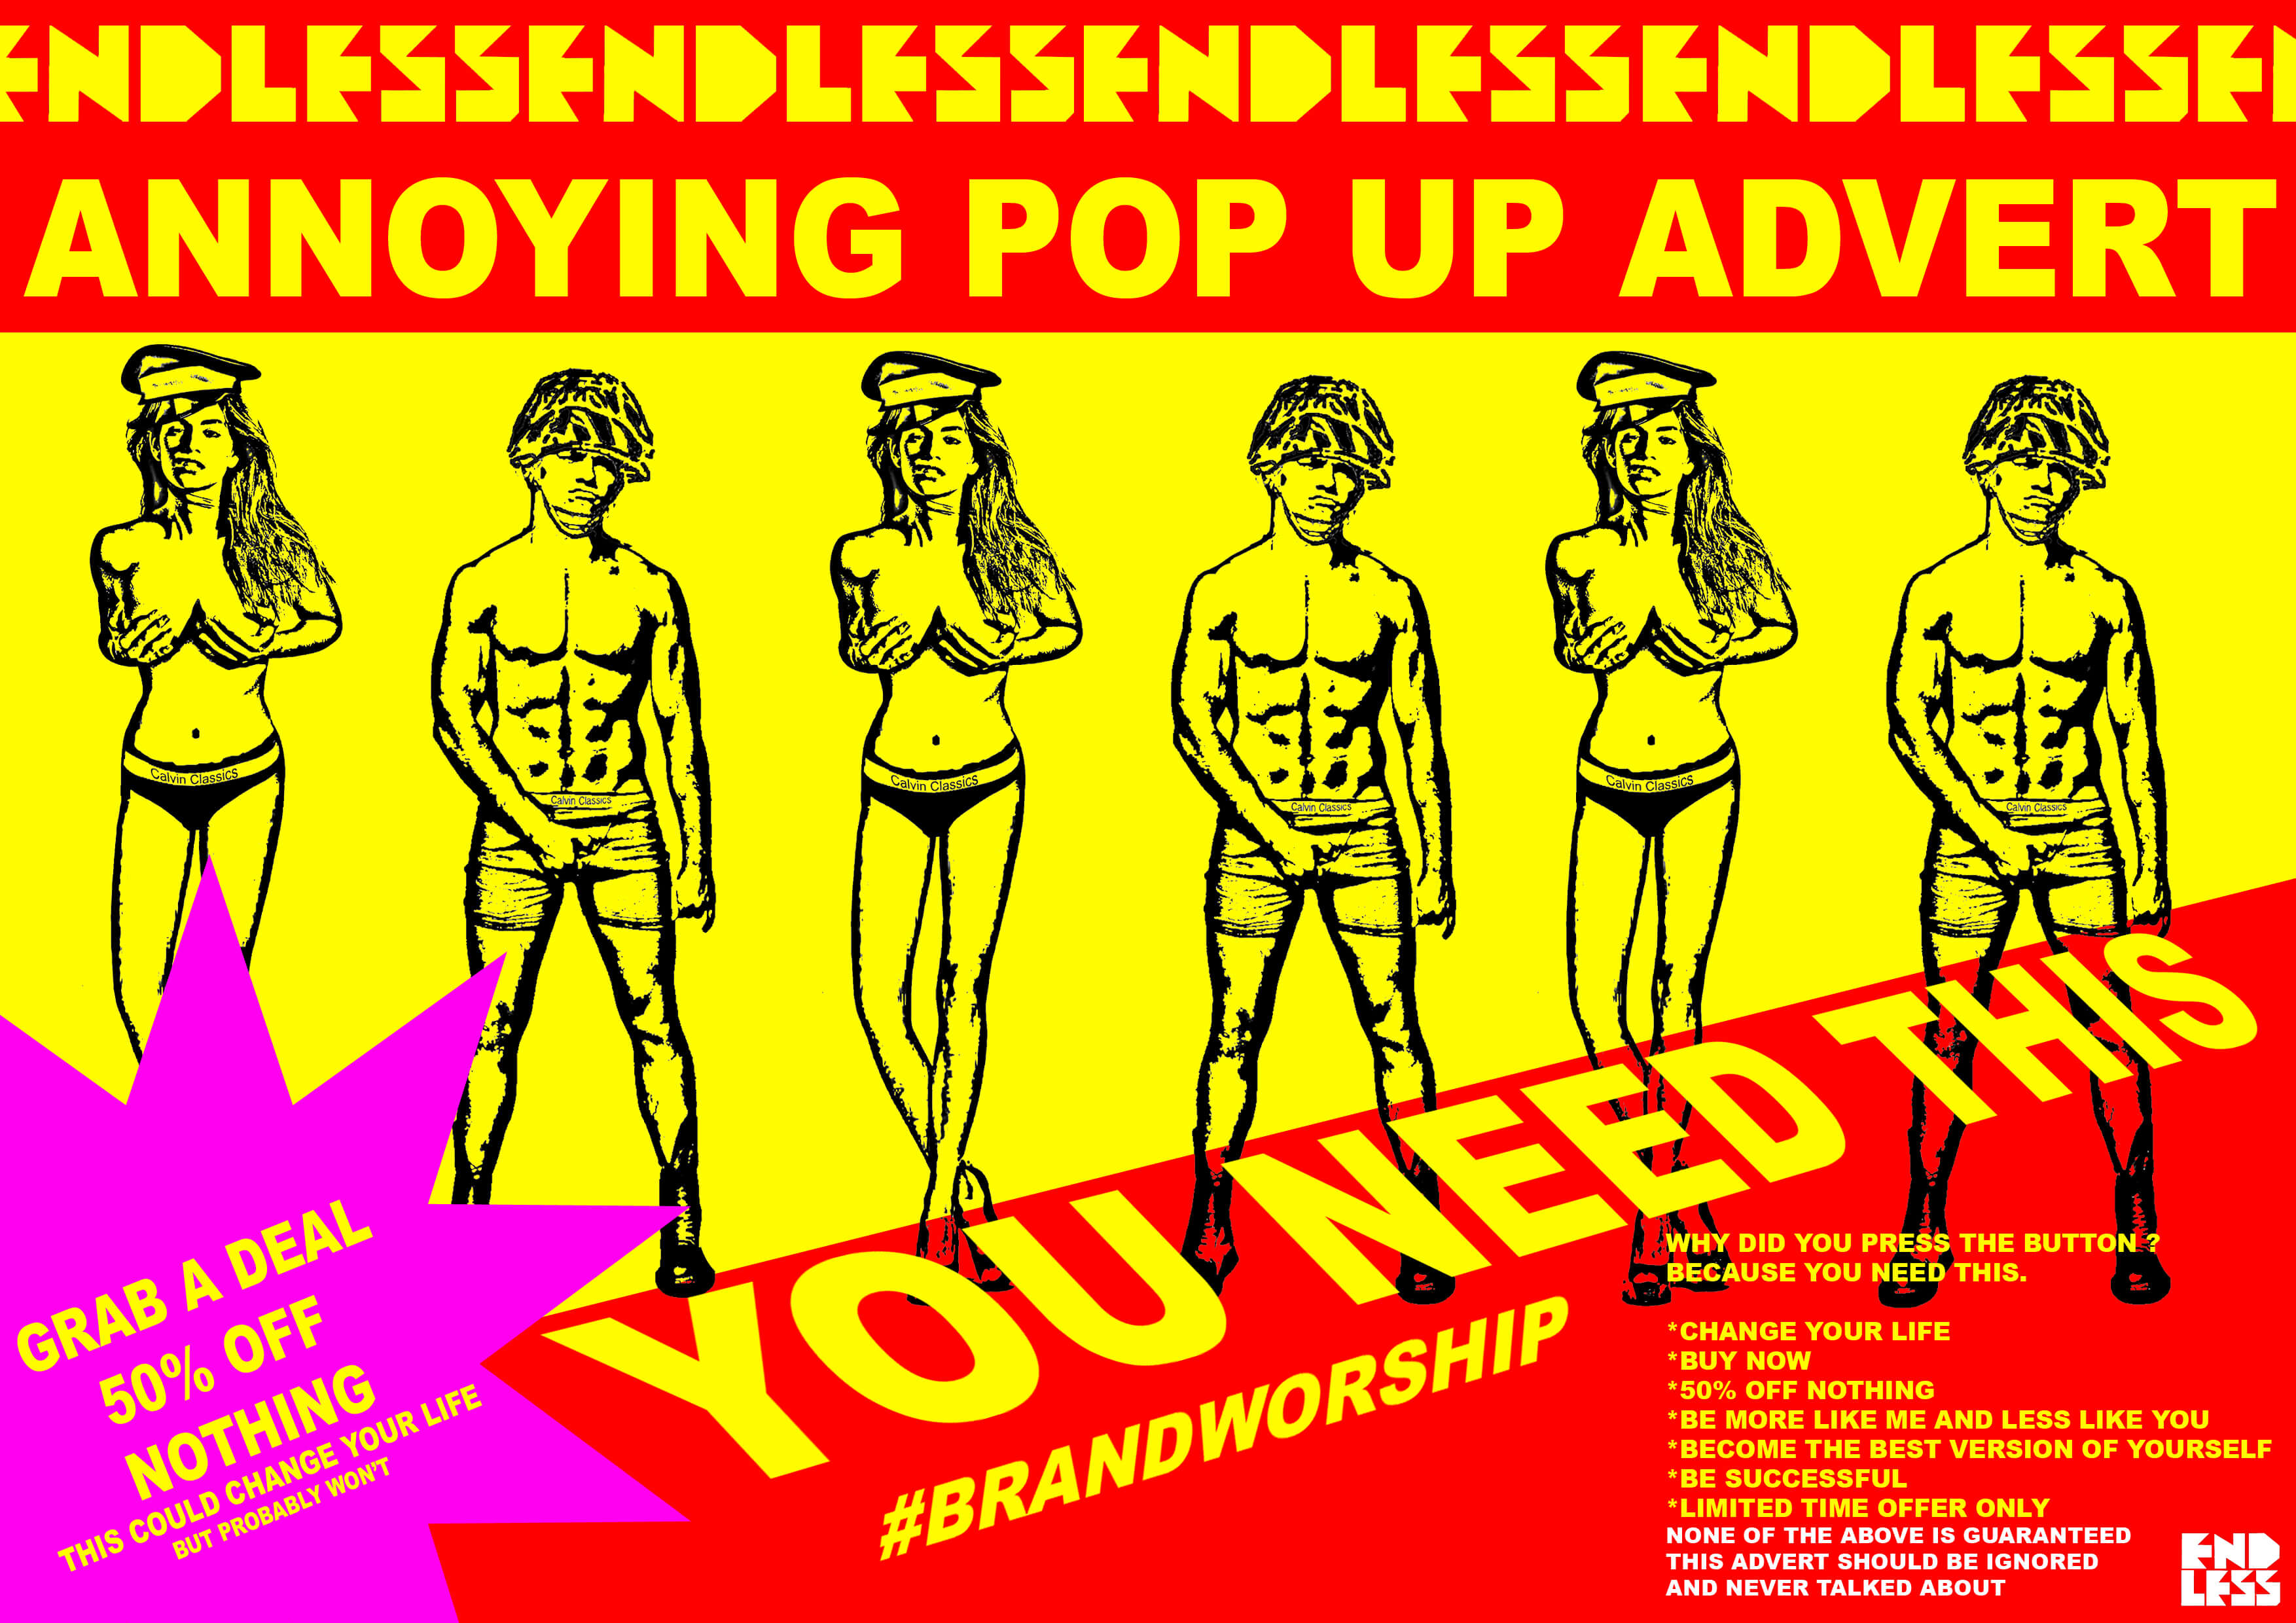 ENDLESSENDLESSENDLESSENDLESSE
ANNOYING POP UP ADVERT
Calvin Classics
Calvin Classics
Calvin Classics
Calvin Classics
Calvin Classics
Calvin Classics
GRAB A DEAL
50% OFF
NOTHING
THIS COULD CHANGE YOUR LIFE
BUT PROBABLY WON'T
YOU NEED THIS
#BRANDWORSHIP
WHY DID YOU PRESS THE BUTTON ?
BECAUSE YOU NEED THIS.
*CHANGE YOUR LIFE
*BUY NOW
*50% OFF NOTHING
*BE MORE LIKE ME AND LESS LIKE YOU
*BECOME THE BEST VERSION OF YOURSELF
*BE SUCCESSFUL
*LIMITED TIME OFFER ONLY
NONE OF THE ABOVE IS GUARANTEED
THIS ADVERT SHOULD BE IGNORED
AND NEVER TALKED ABOUT
END
LESS